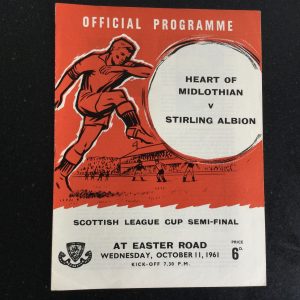 OFFICIAL PROGRAMME
HEART OF
MIDLOTHIAN
v
STIRLING ALBION
SCOTTISH LEAGUE CUP SEMI-FINAL
AT EASTER ROAD
WEDNESDAY, OCTOBER 11, 1961
KICK-OFF 7.30 P.M.
PRICE
6D.